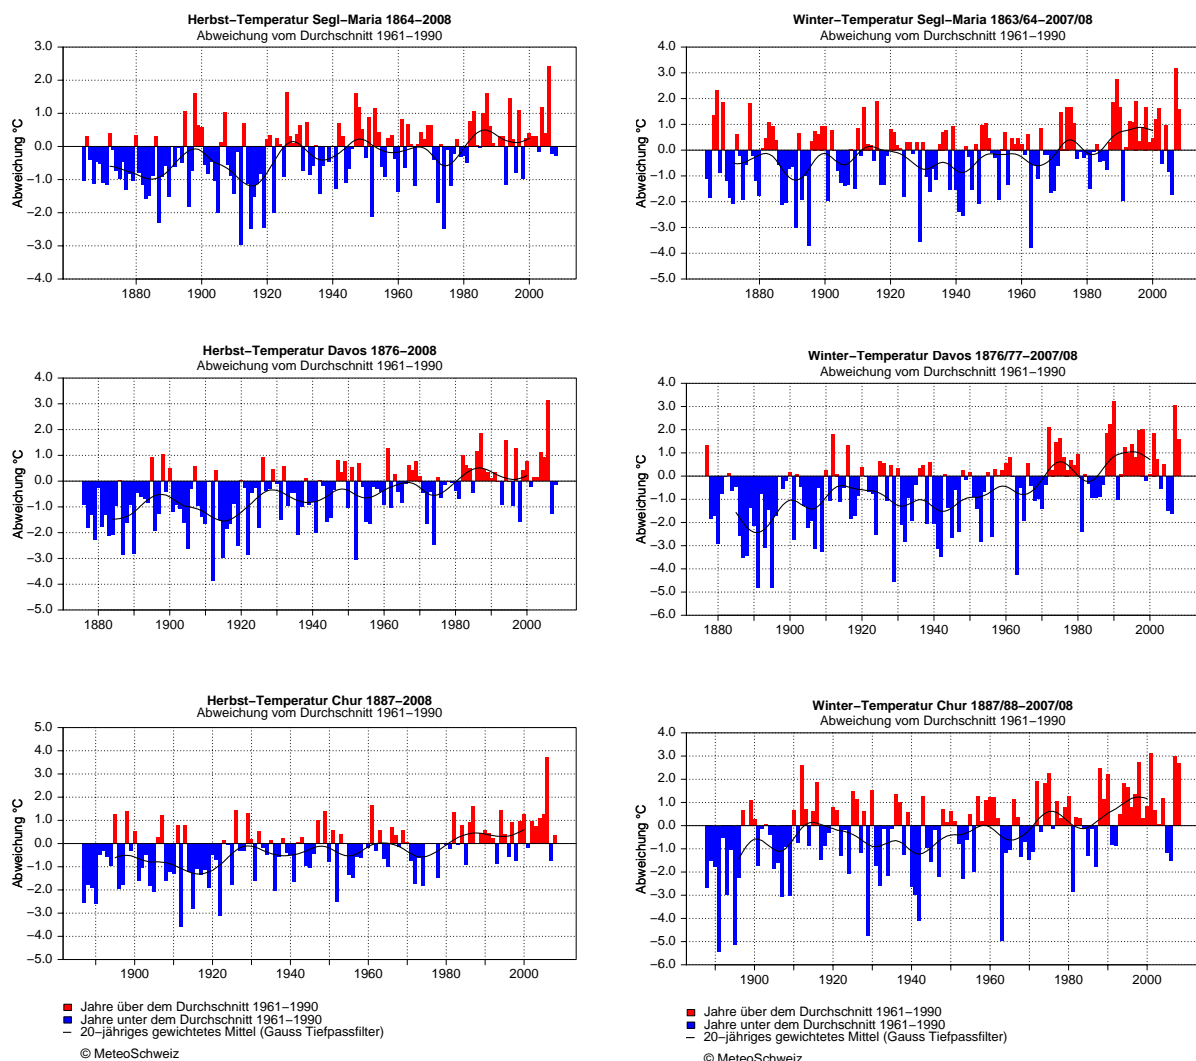 Herbst−Temperatur Segl−Maria 1864−2008
Abweichung vom Durchschnitt 1961−1990
Abweichung °C
3.0
2.0
1.0
0.0
−1.0
−2.0
−3.0
−4.0
1880 1900 1920 1940 1960 1980 2000
Winter−Temperatur Segl−Maria 1863/64−2007/08
Abweichung vom Durchschnitt 1961−1990
Abweichung °C
4.0
3.0
2.0
1.0
0.0
−1.0
−2.0
−3.0
−4.0
−5.0
1880 1900 1920 1940 1960 1980 2000
Herbst−Temperatur Davos 1876−2008
Abweichung vom Durchschnitt 1961−1990
Abweichung °C
4.0
3.0
2.0
1.0
0.0
−1.0
−2.0
−3.0
−4.0
−5.0
1880 1900 1920 1940 1960 1980 2000
Winter−Temperatur Davos 1876/77−2007/08
Abweichung vom Durchschnitt 1961−1990
Abweichung °C
4.0
3.0
2.0
1.0
0.0
−1.0
−2.0
−3.0
−4.0
−5.0
−6.0
1880 1900 1920 1940 1960 1980 2000
Herbst−Temperatur Chur 1887−2008
Abweichung vom Durchschnitt 1961−1990
Abweichung °C
5.0
4.0
3.0
2.0
1.0
0.0
−1.0
−2.0
−3.0
−4.0
−5.0
1900 1920 1940 1960 1980 2000
Jahre über dem Durchschnitt 1961−1990
Jahre unter dem Durchschnitt 1961−1990
20−jähriges gewichtetes Mittel (Gauss Tiefpassfilter)
© MeteoSchweiz
Winter−Temperatur Chur 1887/88−2007/08
Abweichung vom Durchschnitt 1961−1990
Abweichung °C
4.0
3.0
2.0
1.0
0.0
−1.0
−2.0
−3.0
−4.0
−5.0
−6.0
1900 1920 1940 1960 1980 2000
Jahre über dem Durchschnitt 1961−1990
Jahre unter dem Durchschnitt 1961−1990
20−jähriges gewichtetes Mittel (Gauss Tiefpassfilter)
© MeteoSchweiz